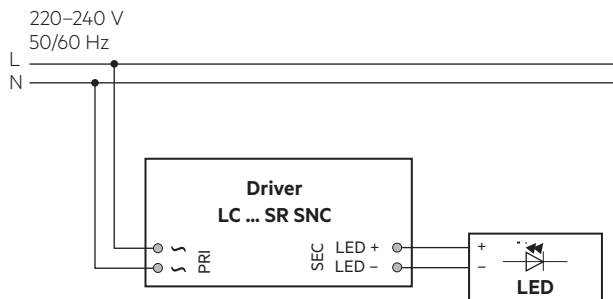 220–240 V
50/60 Hz
L
N
Driver
LC ... SR SNC
~ PRI SEC LED +
~ LED –
+
–
LED